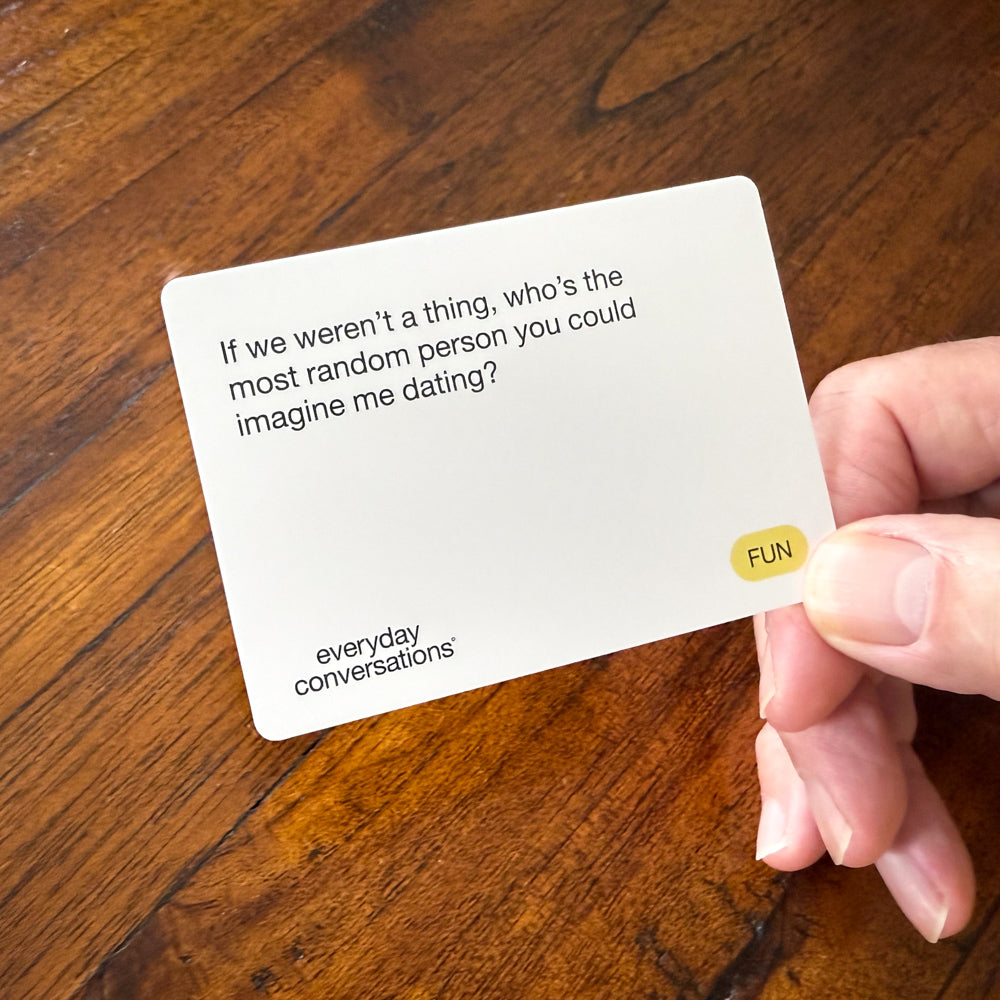 If we weren’t a thing, who’s the
most random person you could
imagine me dating?
FUN
everyday
conversations°